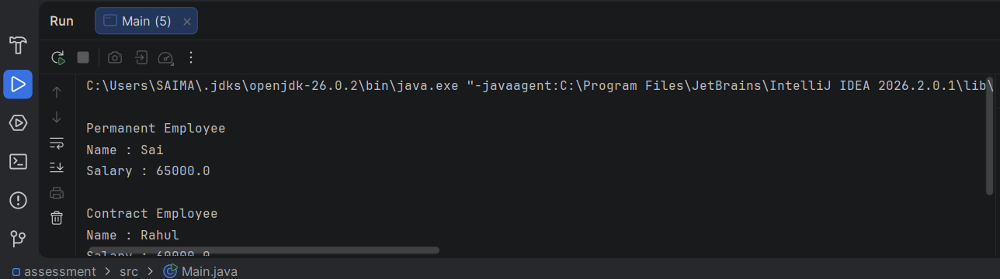 Run Main (5)
C:\Users\SAIMA\.jdks\openjdk-26.0.2\bin\java.exe "-javaagent:C:\Program Files\JetBrains\IntelliJ IDEA 2026.2.0.1\lib\
Permanent Employee
Name : Sai
Salary : 65000.0
Contract Employee
Name : Rahul
Salary : 60000.0
assessment > src > Main.java